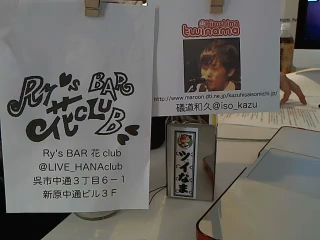 Ry's BAR
花CLUB
Ry's BAR 花 club
@LIVE_HANAclub
呉市中通3丁目6-1
新原中通ビル3F
twinama
礒道和久@iso_kazu
ツイなま